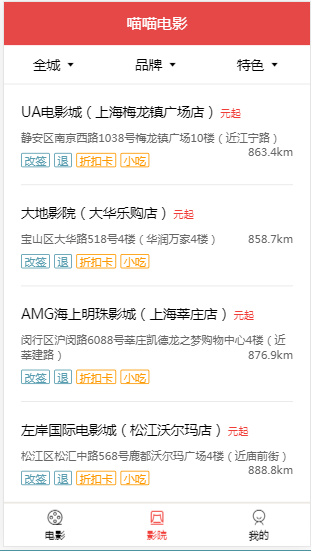 喵喵电影
全城 品牌 特色
UA电影城（上海梅龙镇广场店） 元起
静安区南京西路1038号梅龙镇广场10楼（近江宁路）
863.4km
改签 退 折扣卡 小吃
大地影院（大华乐购店） 元起
宝山区大华路518号4楼（华润万家4楼） 858.7km
改签 退 折扣卡 小吃
AMG海上明珠影城（上海莘庄店） 元起
闵行区沪闵路6088号莘庄凯德龙之梦购物中心4楼（近
莘建路） 876.9km
改签 退 折扣卡 小吃
左岸国际电影城（松江沃尔玛店） 元起
松江区松汇中路568号鹿都沃尔玛广场4楼（近庙前街）
888.8km
改签 退 折扣卡 小吃
电影 影院 我的